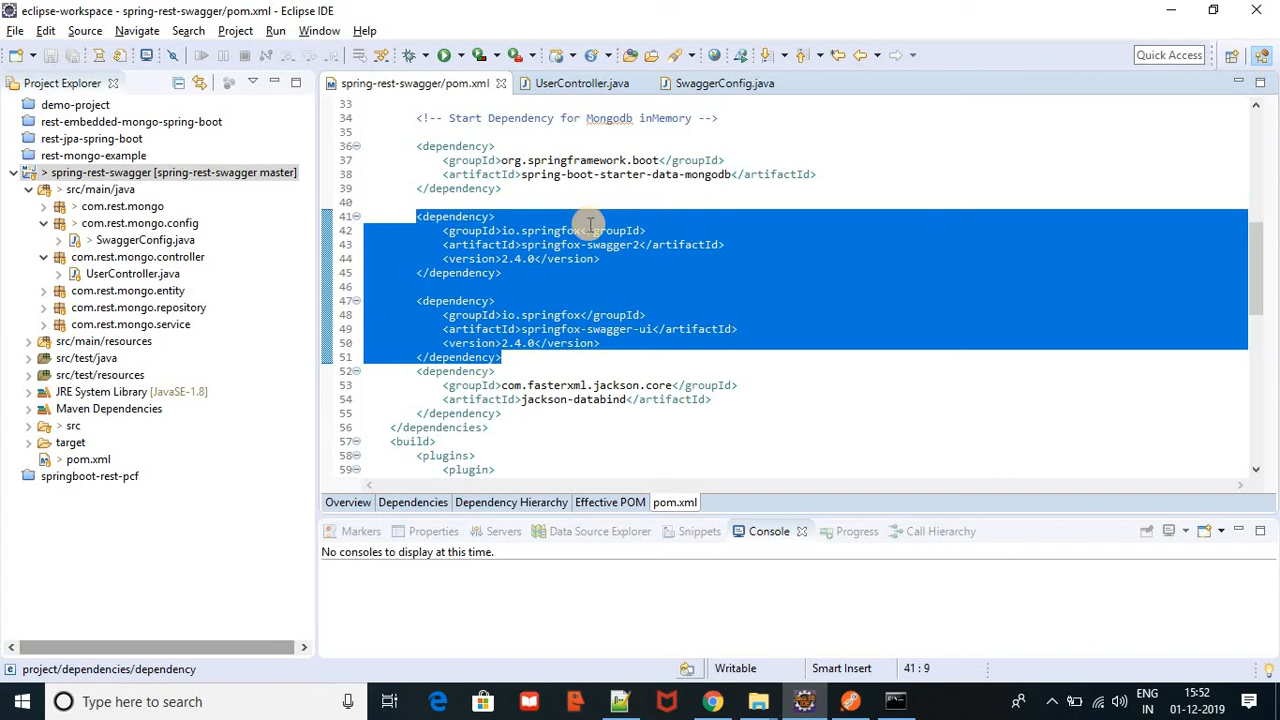 eclipse-workspace - spring-rest-swagger/pom.xml - Eclipse IDE
File Edit Source Navigate Search Project Run Window Help
Quick Access
Project Explorer
demo-project
rest-embedded-mongo-spring-boot
rest-jpa-spring-boot
rest-mongo-example
> spring-rest-swagger [spring-rest-swagger master]
> src/main/java
> com.rest.mongo
> com.rest.mongo.config
> SwaggerConfig.java
com.rest.mongo.controller
> UserController.java
> com.rest.mongo.entity
> com.rest.mongo.repository
> com.rest.mongo.service
> src/main/resources
> src/test/java
> src/test/resources
JRE System Library [JavaSE-1.8]
Maven Dependencies
> src
target
> pom.xml
springboot-rest-pcf
spring-rest-swagger/pom.xml UserController.java SwaggerConfig.java
33
34 <!-- Start Dependency for Mongodb inMemory -->
35
36 <dependency>
37 <groupId>org.springframework.boot</groupId>
38 <artifactId>spring-boot-starter-data-mongodb</artifactId>
39 </dependency>
40
41 <dependency>
42 <groupId>io.springfox</groupId>
43 <artifactId>springfox-swagger2</artifactId>
44 <version>2.4.0</version>
45 </dependency>
46
47 <dependency>
48 <groupId>io.springfox</groupId>
49 <artifactId>springfox-swagger-ui</artifactId>
50 <version>2.4.0</version>
51 </dependency>
52 <dependency>
53 <groupId>com.fasterxml.jackson.core</groupId>
54 <artifactId>jackson-databind</artifactId>
55 </dependency>
56 </dependencies>
57 <build>
58 <plugins>
59 <plugin>
Overview Dependencies Dependency Hierarchy Effective POM pom.xml
Markers Properties Servers Data Source Explorer Snippets Console Progress Call Hierarchy
No consoles to display at this time.
project/dependencies/dependency Writable Smart Insert 41 : 9
Type here to search
ENG
IN
15:52
01-12-2019